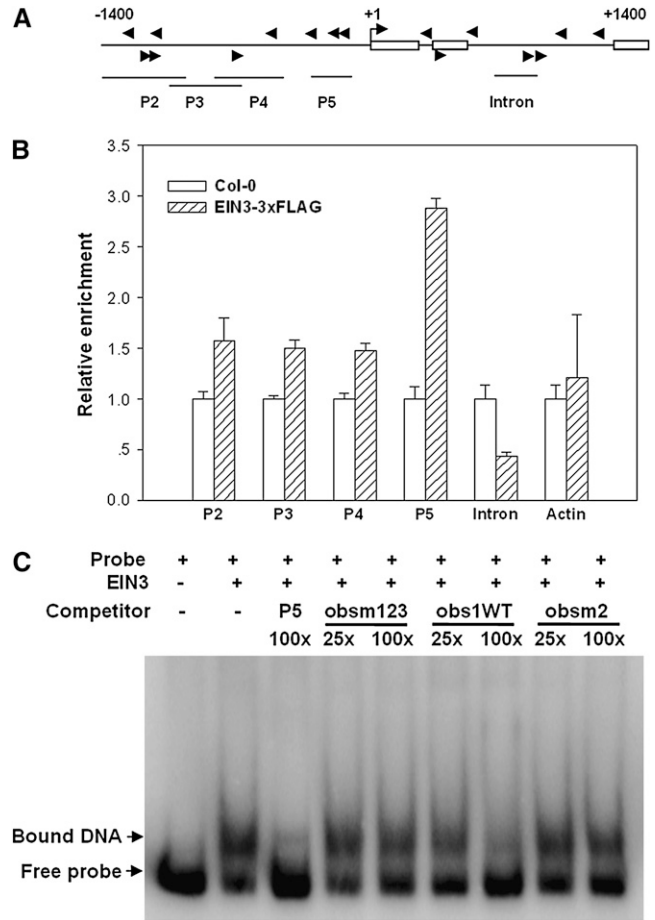 A
-1400 +1 +1400
P2 P3 P4 P5 Intron
B
3.5
3.0
2.5
2.0
1.5
1.0
.5
0.0
Relative enrichment
Col-0
EIN3-3xFLAG
P2 P3 P4 P5 Intron Actin
C
Probe + + + + + + + + +
EIN3 - + + + + + + + +
Competitor - - P5 obsm123 obs1WT obsm2
100x 25x 100x 25x 100x 25x 100x
Bound DNA
Free probe